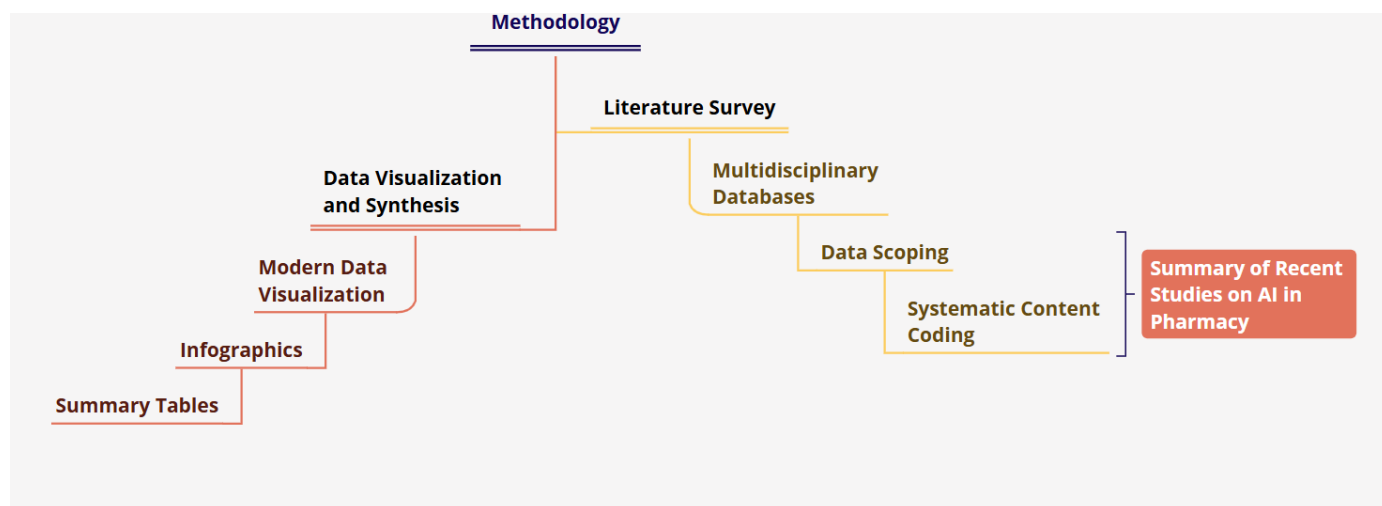 Methodology
Literature Survey
Multidisciplinary
Databases
Data Scoping
Systematic Content
Coding
Summary of Recent
Studies on AI in
Pharmacy
Data Visualization
and Synthesis
Modern Data
Visualization
Infographics
Summary Tables